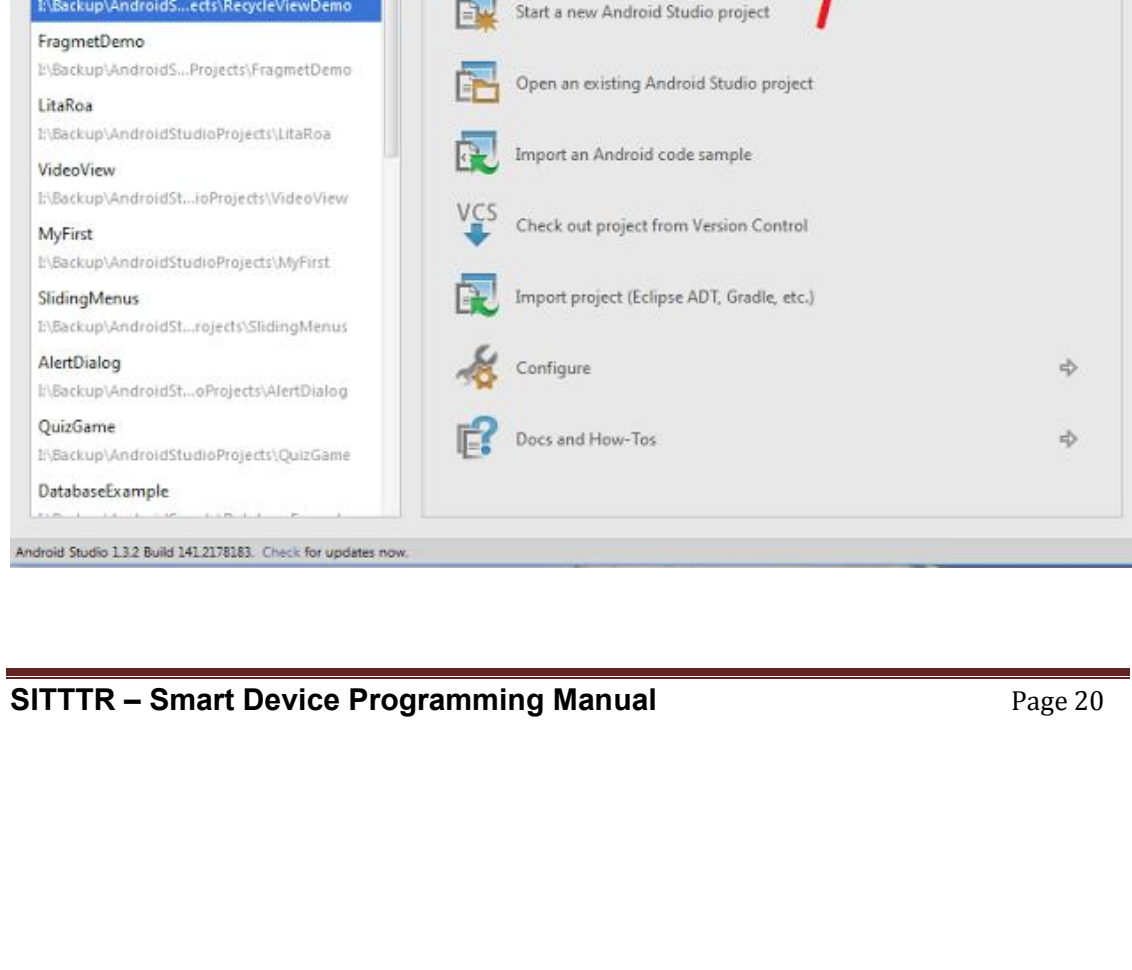 I:\Backup\AndroidS...ects\RecycleViewDemo
FragmetDemo
I:\Backup\AndroidS...Projects\FragmetDemo
LitaRoa
I:\Backup\AndroidStudioProjects\LitaRoa
VideoView
I:\Backup\AndroidSt...ioProjects\VideoView
MyFirst
I:\Backup\AndroidStudioProjects\MyFirst
SlidingMenus
I:\Backup\AndroidSt...rojects\SlidingMenus
AlertDialog
I:\Backup\AndroidSt...oProjects\AlertDialog
QuizGame
I:\Backup\AndroidStudioProjects\QuizGame
DatabaseExample
Start a new Android Studio project
Open an existing Android Studio project
Import an Android code sample
VCS
Check out project from Version Control
Import project (Eclipse ADT, Gradle, etc.)
Configure
Docs and How-Tos
Android Studio 1.3.2 Build 141.2178183. Check for updates now.
SITTTR – Smart Device Programming Manual Page 20